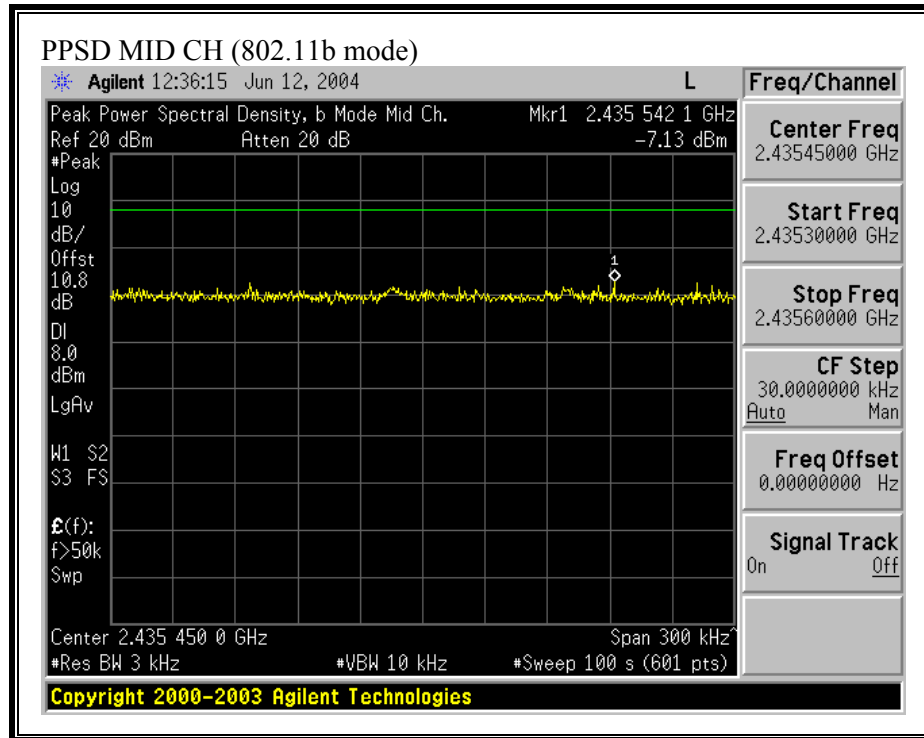 PPSD MID CH (802.11b mode)
Agilent 12:36:15 Jun 12, 2004 L
Freq/Channel
Peak Power Spectral Density, b Mode Mid Ch. Mkr1 2.435 542 1 GHz
Ref 20 dBm Atten 20 dB -7.13 dBm
#Peak
Log
10
dB/
Offst
10.8
dB
DI
8.0
dBm
LgAv
W1 S2
S3 FS
£(f):
f>50k
Swp
1
Center 2.435 450 0 GHz Span 300 kHz^
#Res BW 3 kHz #VBW 10 kHz #Sweep 100 s (601 pts)
Center Freq
2.43545000 GHz
Start Freq
2.43530000 GHz
Stop Freq
2.43560000 GHz
CF Step
30.0000000 kHz
Auto Man
Freq Offset
0.00000000 Hz
Signal Track
On Off
Copyright 2000-2003 Agilent Technologies